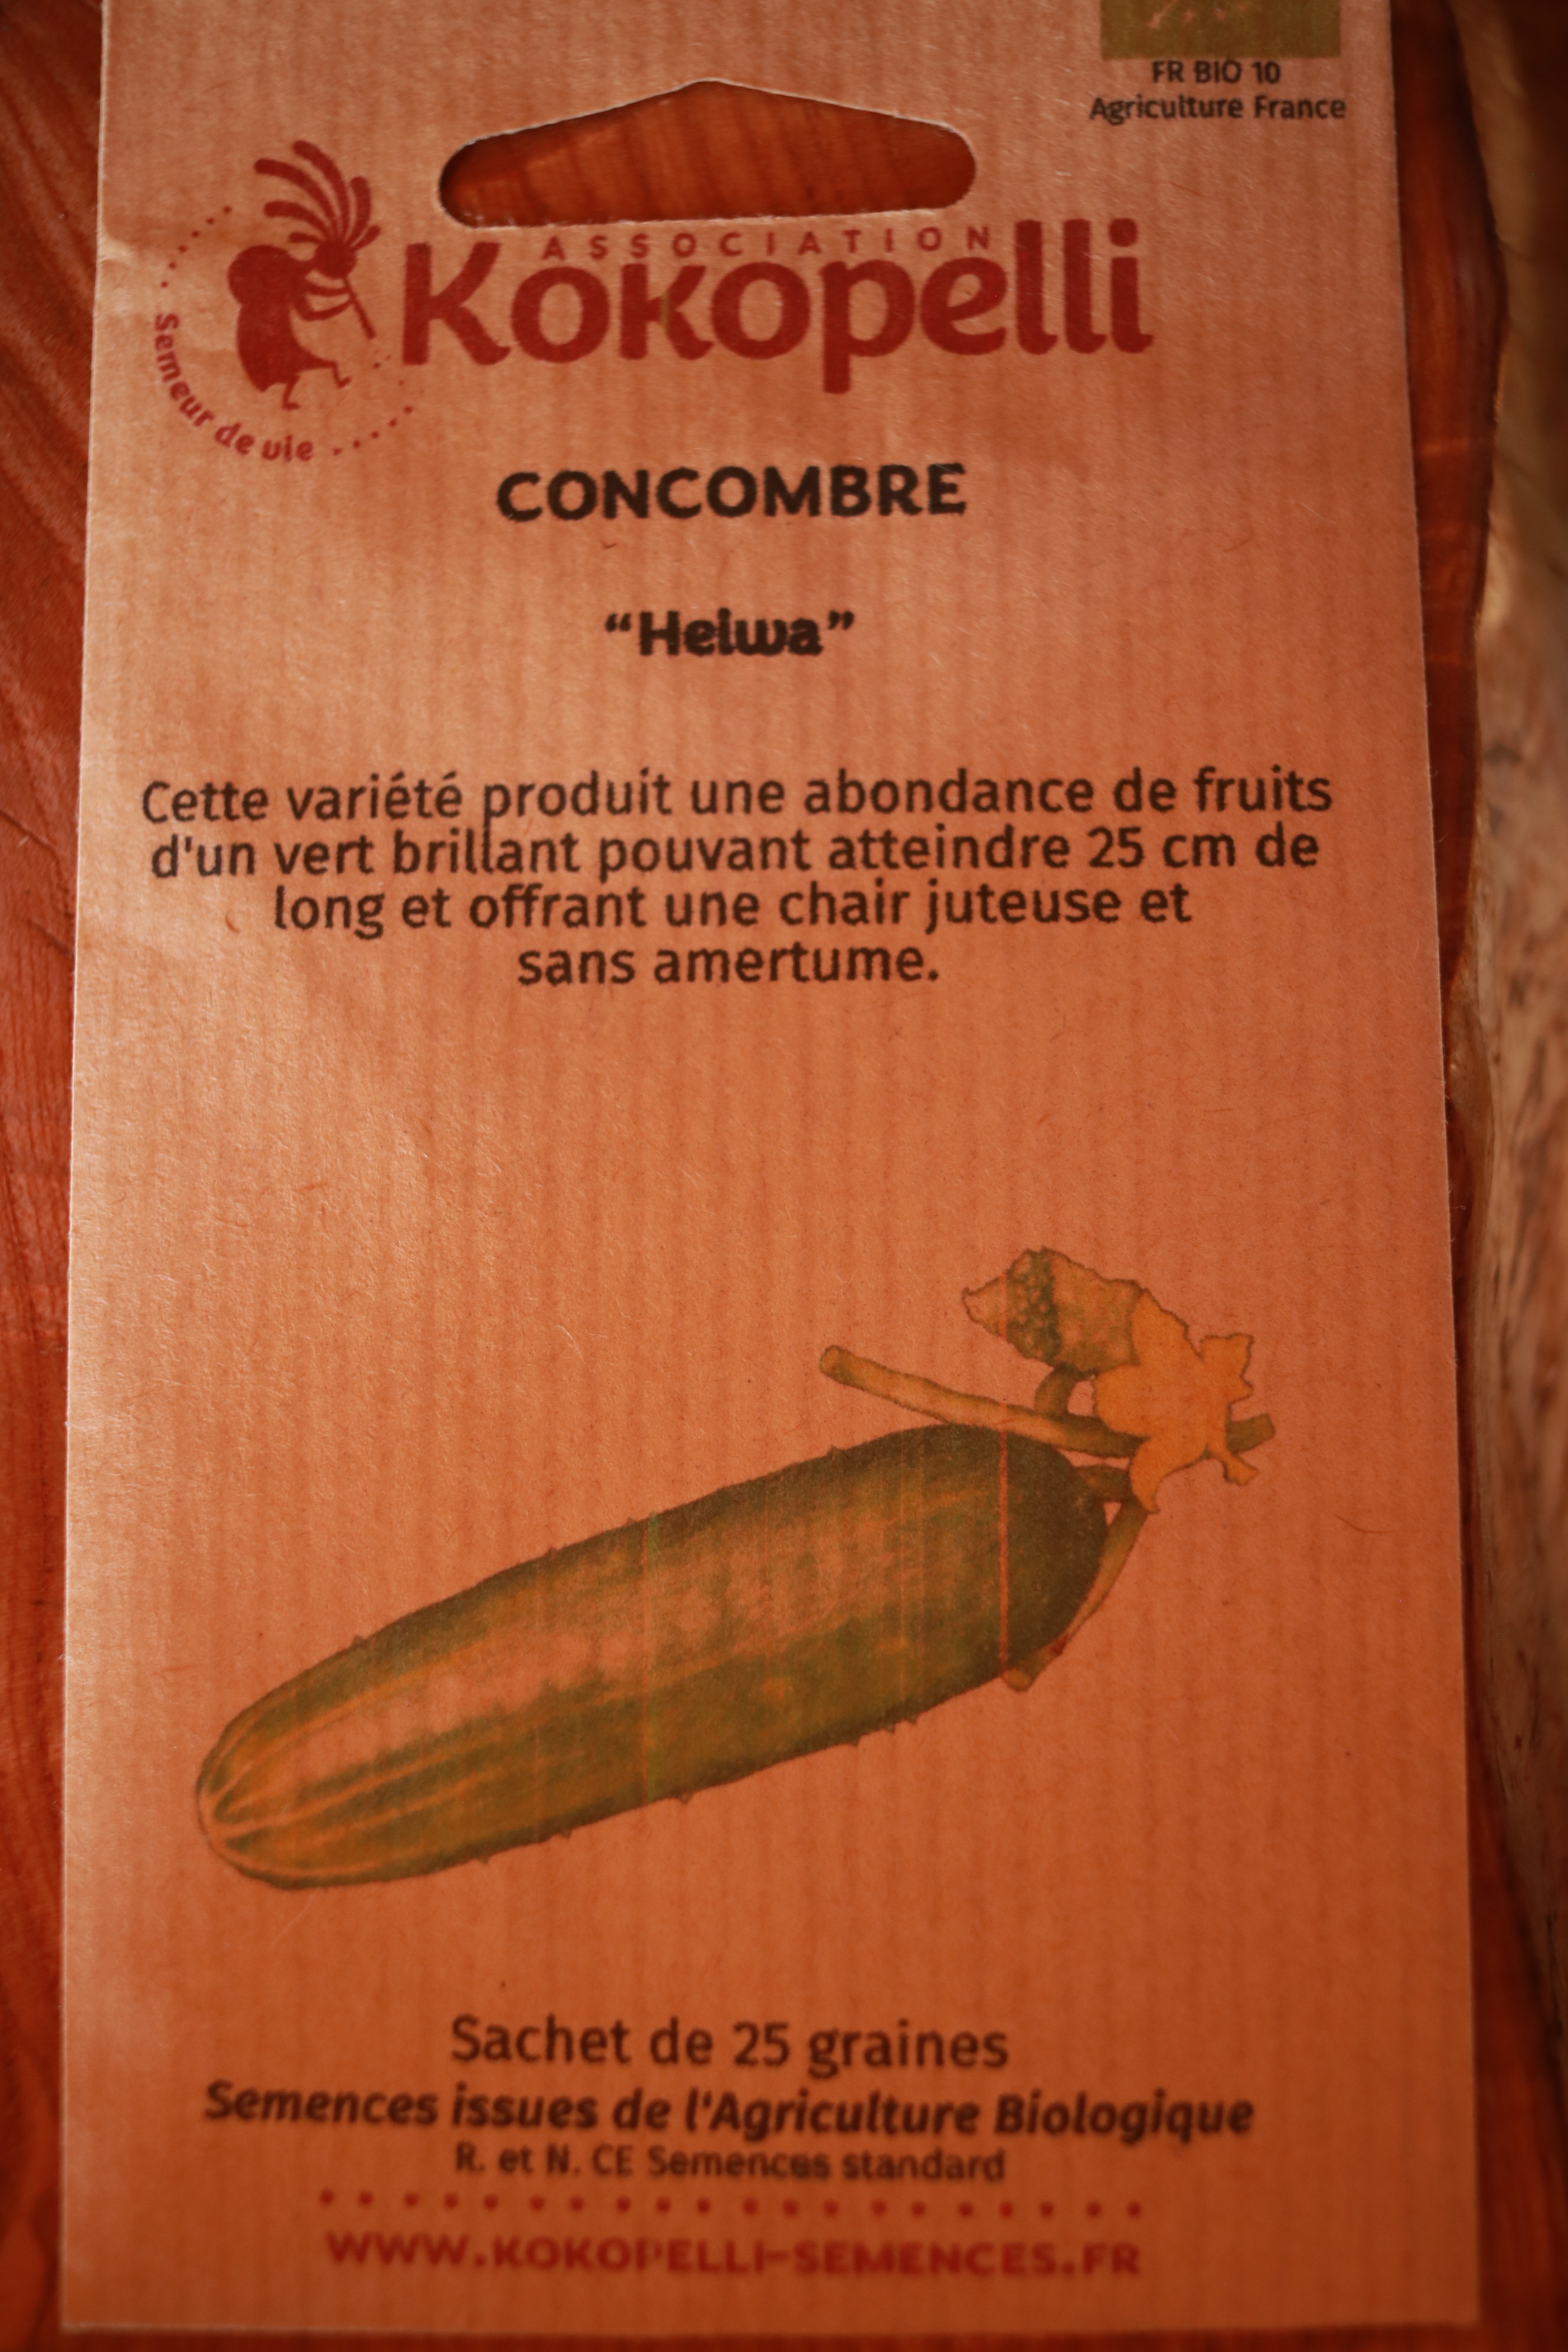 FR BIO 10
Agriculture France
ASSOCIATION
Kokopelli
Semeur de vie
CONCOMBRE
“Heiwa”
Cette variété produit une abondance de fruits
d'un vert brillant pouvant atteindre 25 cm de
long et offrant une chair juteuse et
sans amertume.
Sachet de 25 graines
Semences issues de l'Agriculture Biologique
R. et N. CE Semences standard
WWW.KOKOPELLI-SEMENCES.FR